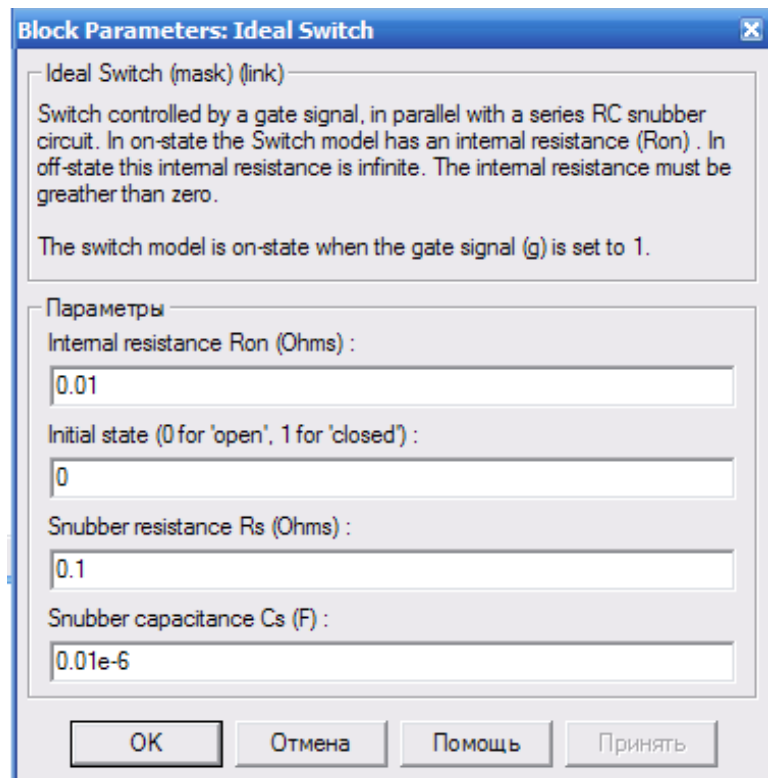 Block Parameters: Ideal Switch
Ideal Switch (mask) (link)
Switch controlled by a gate signal, in parallel with a series RC snubber
circuit. In on-state the Switch model has an internal resistance (Ron) . In
off-state this internal resistance is infinite. The internal resistance must be
greather than zero.
The switch model is on-state when the gate signal (g) is set to 1.
Параметры
Internal resistance Ron (Ohms) :
0.01
Initial state (0 for 'open', 1 for 'closed') :
0
Snubber resistance Rs (Ohms) :
0.1
Snubber capacitance Cs (F) :
0.01e-6
OK Отмена Помощь Принять